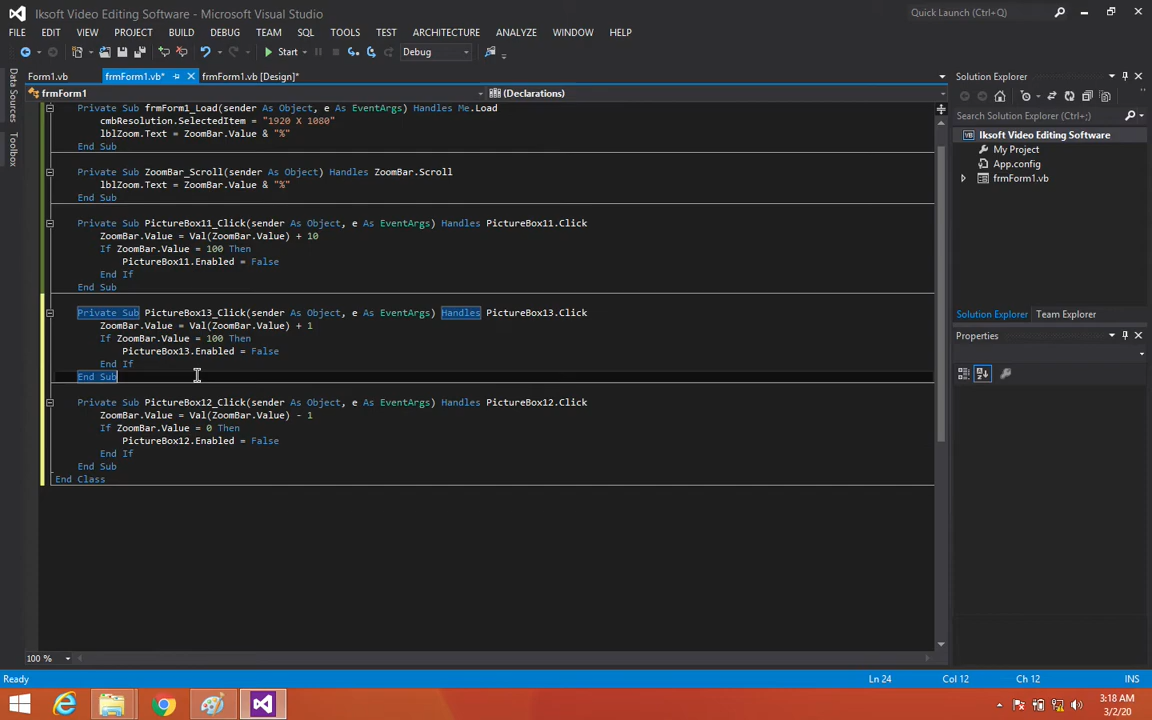 Iksoft Video Editing Software - Microsoft Visual Studio
Quick Launch (Ctrl+;)
FILE EDIT VIEW PROJECT BUILD DEBUG TEAM SQL TOOLS TEST ARCHITECTURE ANALYZE WINDOW HELP
Start Debug
Form1.vb frmForm1.vb* frmForm1.vb [Design]*
frmForm1 (Declarations)
Data Sources
Toolbox
Private Sub frmForm1_Load(sender As Object, e As EventArgs) Handles Me.Load
cmbResolution.SelectedItem = "1920 X 1080"
lblZoom.Text = ZoomBar.Value & "%"
End Sub
Private Sub ZoomBar_Scroll(sender As Object, e As EventArgs) Handles ZoomBar.Scroll
lblZoom.Text = ZoomBar.Value & "%"
End Sub
Private Sub PictureBox11_Click(sender As Object, e As EventArgs) Handles PictureBox11.Click
ZoomBar.Value = Val(ZoomBar.Value) + 10
If ZoomBar.Value = 100 Then
PictureBox11.Enabled = False
End If
End Sub
Private Sub PictureBox13_Click(sender As Object, e As EventArgs) Handles PictureBox13.Click
ZoomBar.Value = Val(ZoomBar.Value) + 1
If ZoomBar.Value = 100 Then
PictureBox13.Enabled = False
End If
End Sub
Private Sub PictureBox12_Click(sender As Object, e As EventArgs) Handles PictureBox12.Click
ZoomBar.Value = Val(ZoomBar.Value) - 1
If ZoomBar.Value = 0 Then
PictureBox12.Enabled = False
End If
End Sub
End Class
Solution Explorer
Search Solution Explorer (Ctrl+;)
Iksoft Video Editing Software
My Project
App.config
frmForm1.vb
Solution Explorer Team Explorer
Properties
100 %
Ready Ln 24 Col 12 Ch 12 INS
3:18 AM
3/2/20